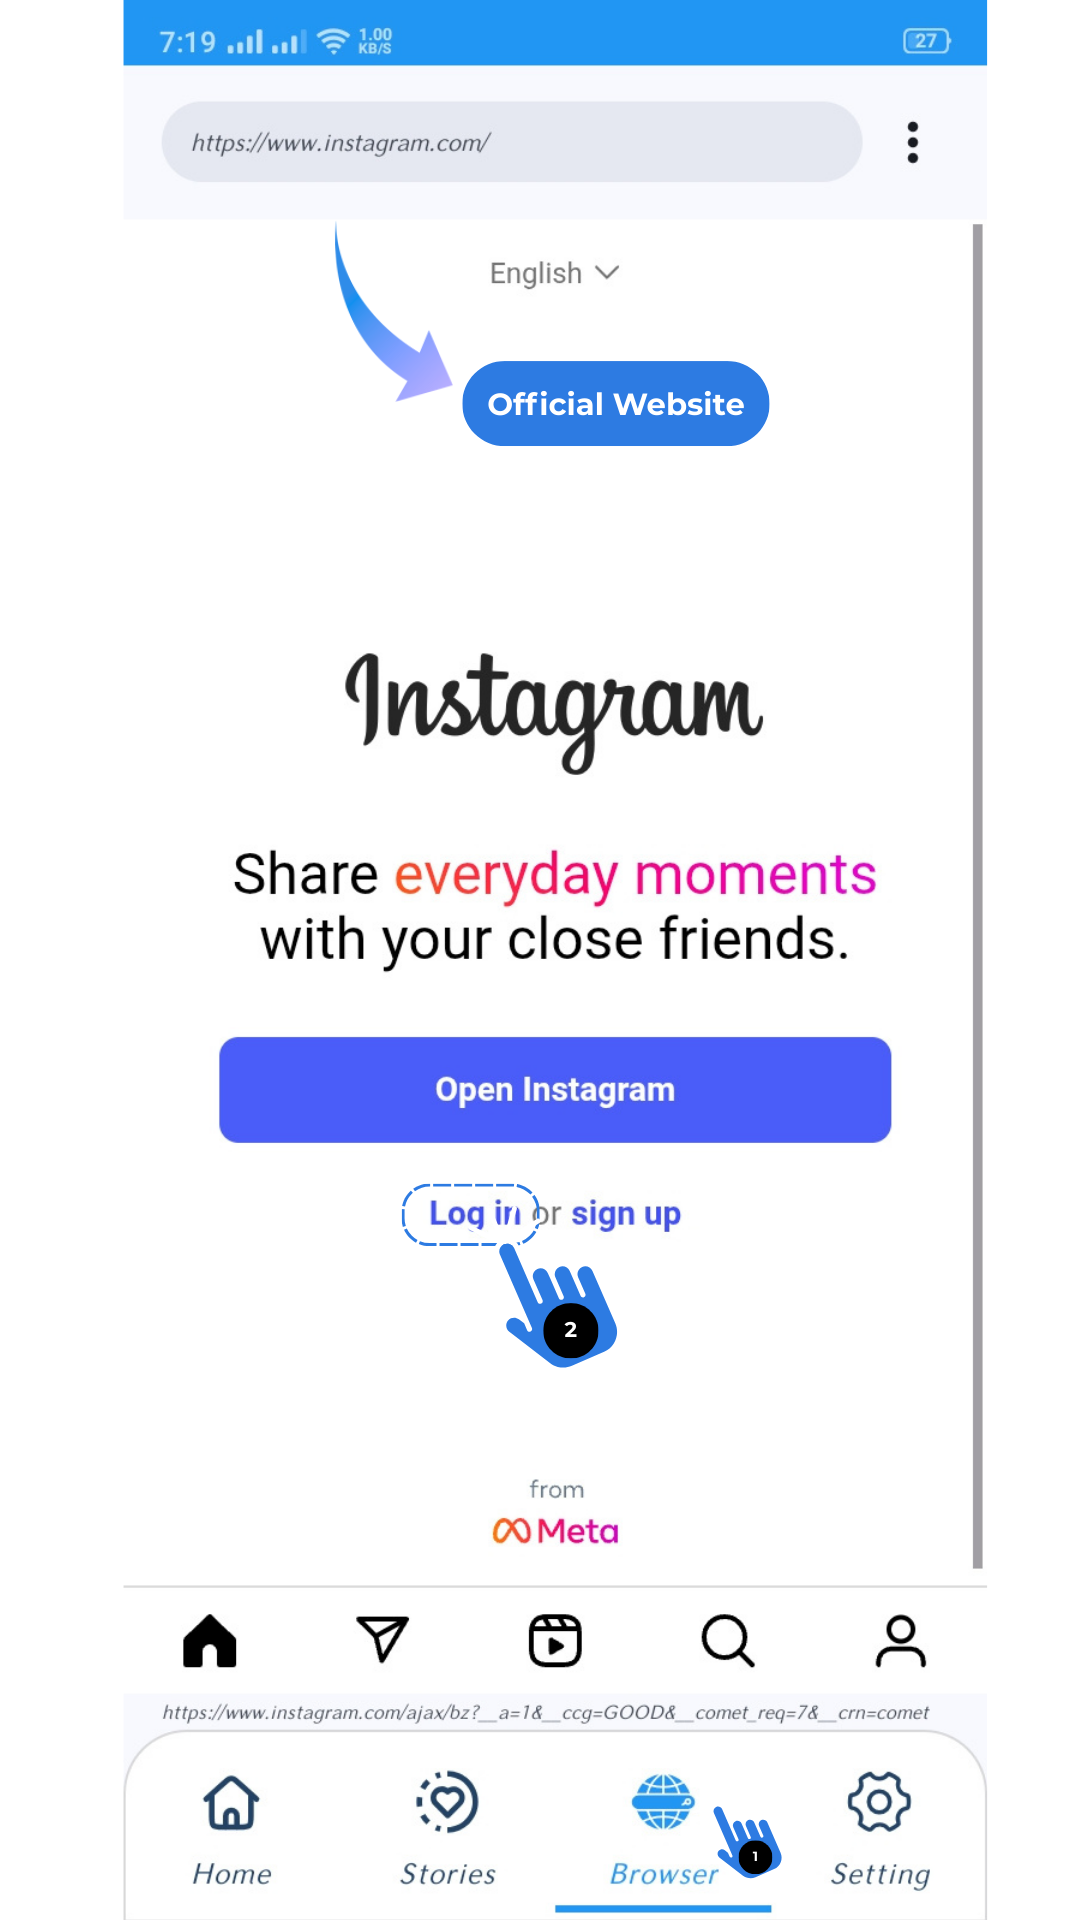 7:19 1.00 KB/S 27
https://www.instagram.com/
English
Official Website
Instagram
Share everyday moments
with your close friends.
Open Instagram
Log in or sign up
2
from
Meta
https://www.instagram.com/ajax/bz?__a=1&__ccg=GOOD&__comet_req=7&__crn=comet
1
Home Stories Browser Setting